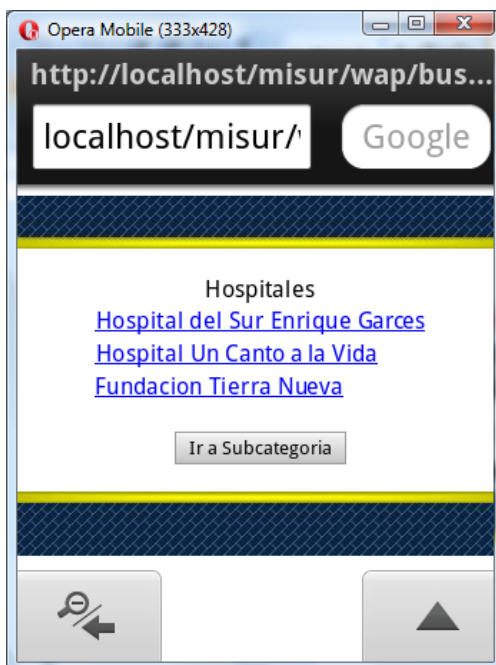 Opera Mobile (333x428)
http://localhost/misur/wap/bus...
localhost/misur/
Google
Hospitales
Hospital del Sur Enrique Garces
Hospital Un Canto a la Vida
Fundacion Tierra Nueva
Ir a Subcategoria